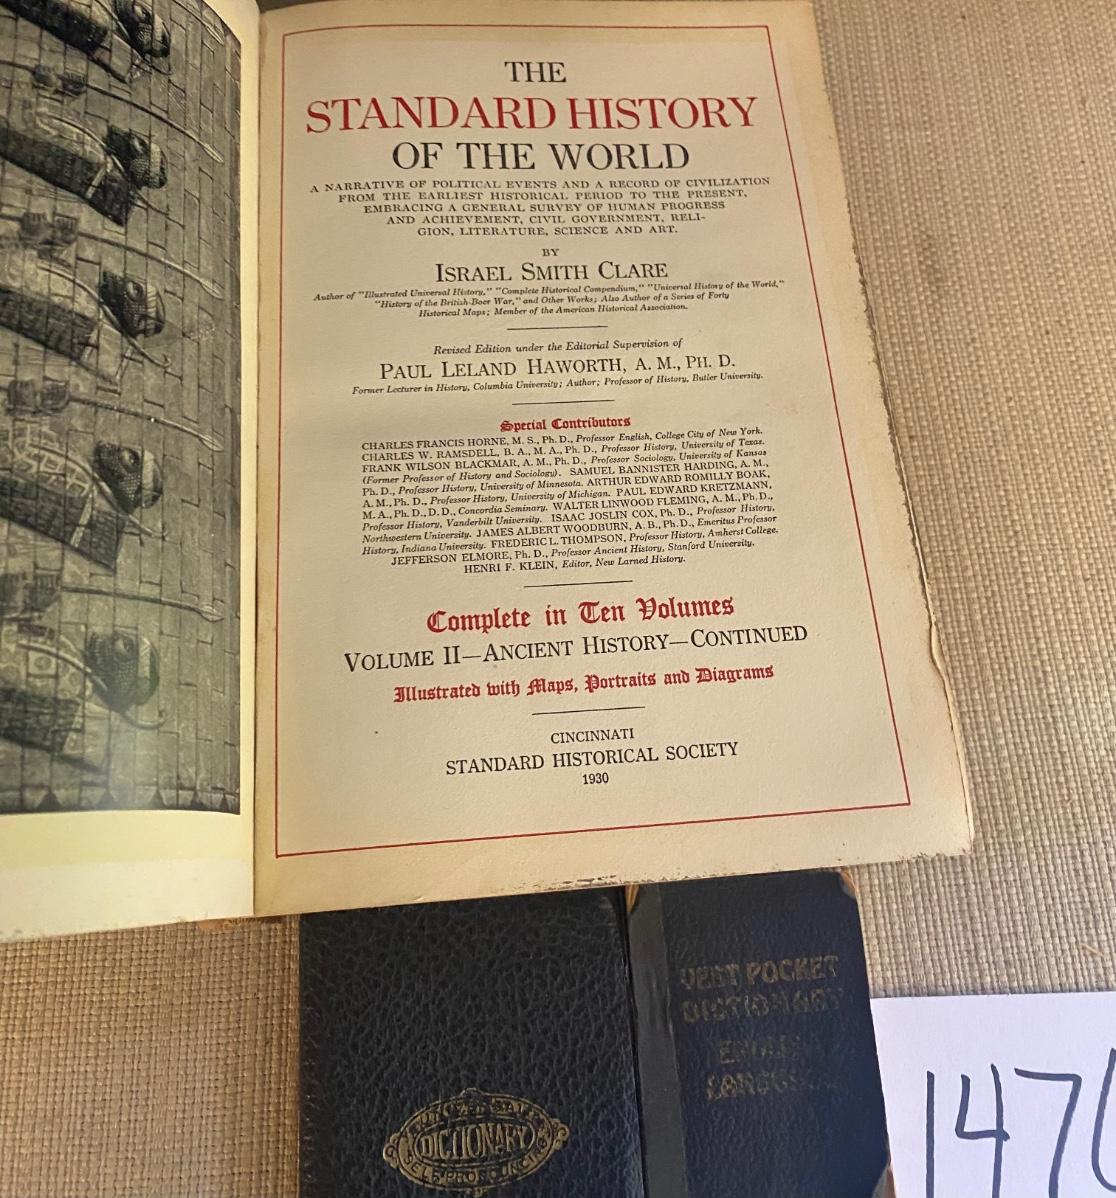 THE
STANDARD HISTORY
OF THE WORLD
A NARRATIVE OF POLITICAL EVENTS AND A RECORD OF CIVILIZATION
FROM THE EARLIEST HISTORICAL PERIOD TO THE PRESENT,
EMBRACING A GENERAL SURVEY OF HUMAN PROGRESS
AND ACHIEVEMENT, CIVIL GOVERNMENT, RELI-
GION, LITERATURE, SCIENCE AND ART.
BY
ISRAEL SMITH CLARE
Author of "Illustrated Universal History," "Complete Historical Compendium," "Universal History of the World,"
"History of the British-Boer War," and Other Works; Also Author of a Series of Forty
Historical Maps; Member of the American Historical Association.
Revised Edition under the Editorial Supervision of
PAUL LELAND HAWORTH, A. M., PH. D.
Former Lecturer in History, Columbia University; Author; Professor of History, Butler University.
Special Contributors
CHARLES FRANCIS HORNE, M. S., Ph. D., Professor English, College City of New York.
CHARLES W. RAMSDELL, B. A., M. A., Ph. D., Professor History, University of Texas.
FRANK WILSON BLACKMAR, A. M., Ph. D., Professor Sociology, University of Kansas
(Former Professor of History and Sociology). SAMUEL BANNISTER HARDING, A. M.,
Ph. D., Professor History, University of Minnesota. ARTHUR EDWARD ROMILLY BOAK,
A. M., Ph. D., Professor History, University of Michigan. PAUL EDWARD KRETZMANN,
M. A., Ph. D., D. D., Concordia Seminary. WALTER LINWOOD FLEMING, A. M., Ph. D.,
Professor History, Vanderbilt University. ISAAC JOSLIN COX, Ph. D., Professor History,
Northwestern University. JAMES ALBERT WOODBURN, A. B., Ph. D., Emeritus Professor
History, Indiana University. FREDERIC L. THOMPSON, Professor History, Amherst College.
JEFFERSON ELMORE, Ph. D., Professor Ancient History, Stanford University.
HENRI F. KLEIN, Editor, New Larned History.
Complete in Ten Volumes
VOLUME II—ANCIENT HISTORY—CONTINUED
Illustrated with Maps, Portraits and Diagrams
CINCINNATI
STANDARD HISTORICAL SOCIETY
1930
DICTIONARY
SELF-PRONOUNCING
VEST POCKET
DICTIONARY
ENGLISH
LANGUAGE
147